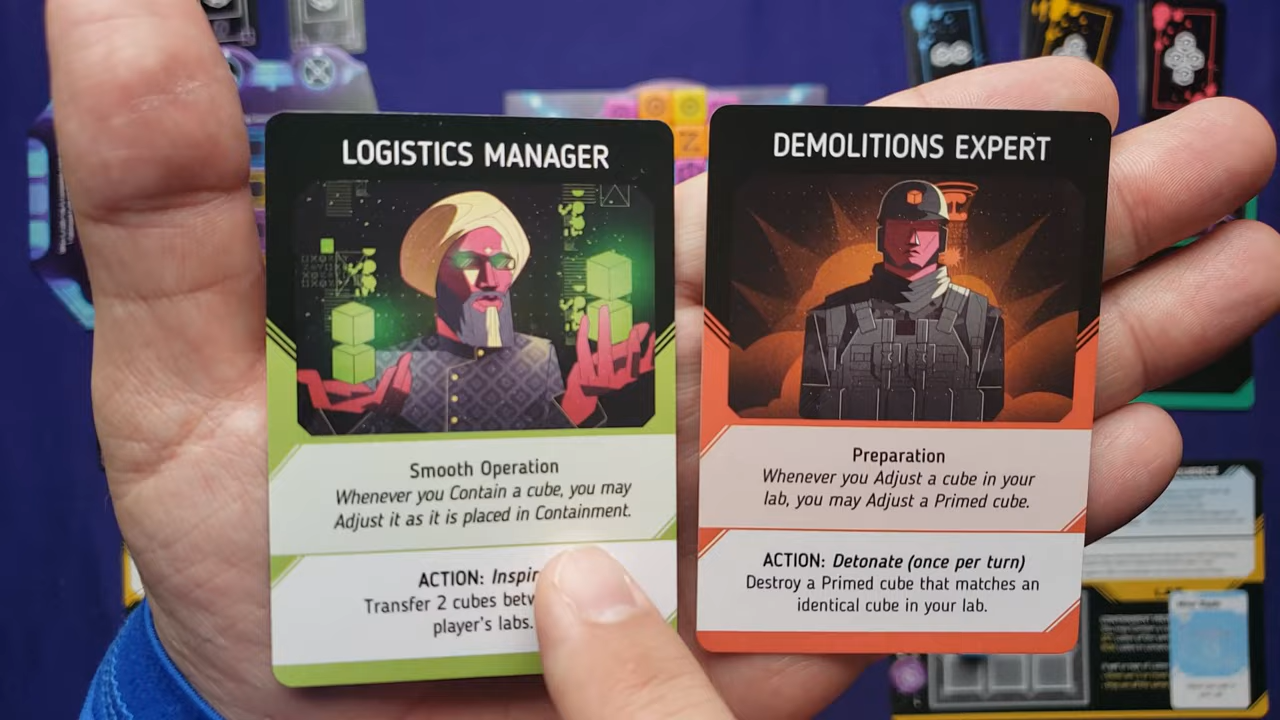 LOGISTICS MANAGER
Smooth Operation
Whenever you Contain a cube, you may
Adjust it as it is placed in Containment.
ACTION:
Transfer 2 cubes
player's labs.
DEMOLITIONS EXPERT
Preparation
Whenever you Adjust a cube in your
lab, you may Adjust a Primed cube.
ACTION: Detonate (once per turn)
Destroy a Primed cube that matches an
identical cube in your lab.